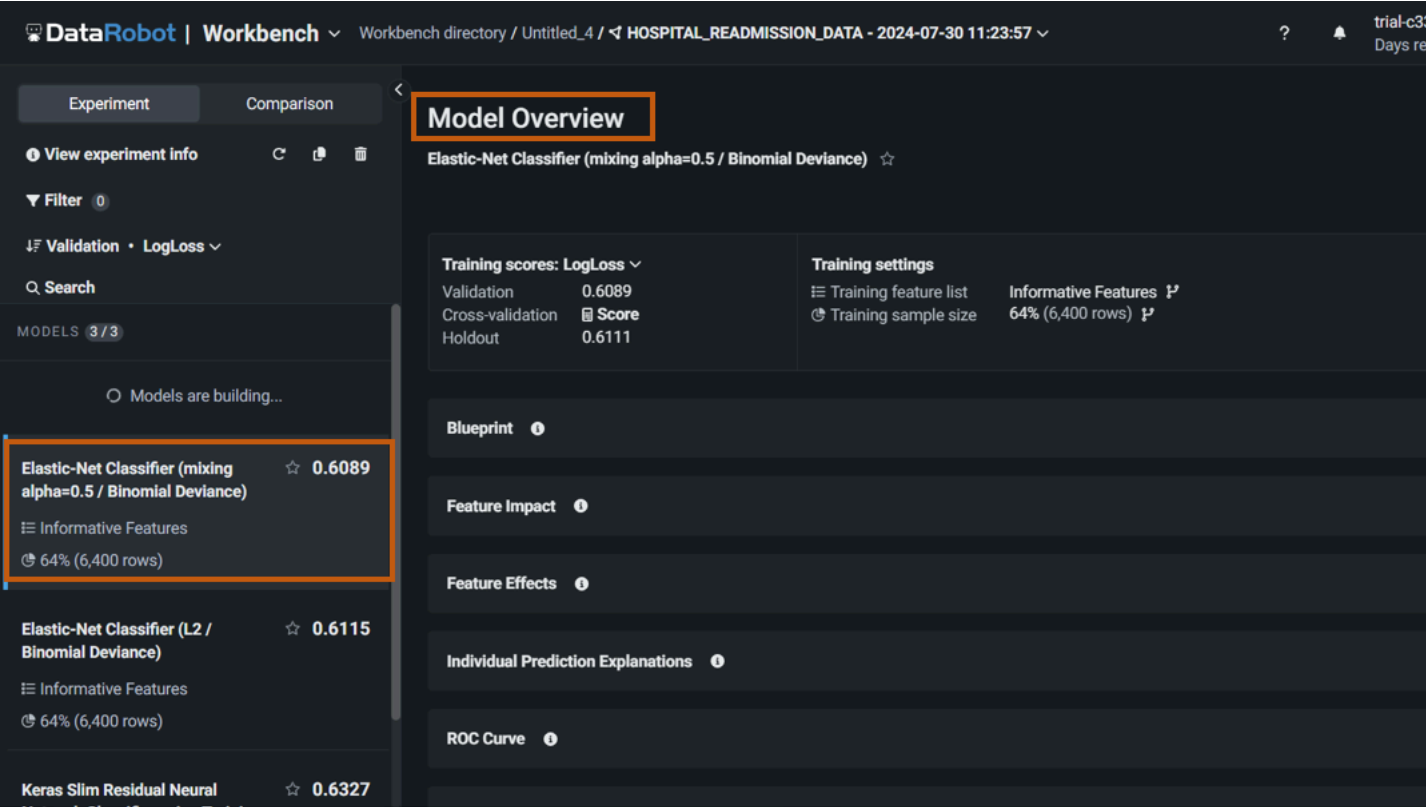 DataRobot | Workbench
Workbench directory / Untitled_4 / HOSPITAL_READMISSION_DATA - 2024-07-30 11:23:57
?
Days
Experiment
Comparison
View experiment info
Filter 0
Validation • LogLoss
Search
MODELS 3/3
Models are building...
Elastic-Net Classifier (mixing
alpha=0.5 / Binomial Deviance)
0.6089
Informative Features
64% (6,400 rows)
Elastic-Net Classifier (L2 /
Binomial Deviance)
0.6115
Informative Features
64% (6,400 rows)
Keras Slim Residual Neural
0.6327
Model Overview
Elastic-Net Classifier (mixing alpha=0.5 / Binomial Deviance)
Training scores: LogLoss
Validation 0.6089
Cross-validation Score
Holdout 0.6111
Training settings
Training feature list Informative Features
Training sample size 64% (6,400 rows)
Blueprint
Feature Impact
Feature Effects
Individual Prediction Explanations
ROC Curve